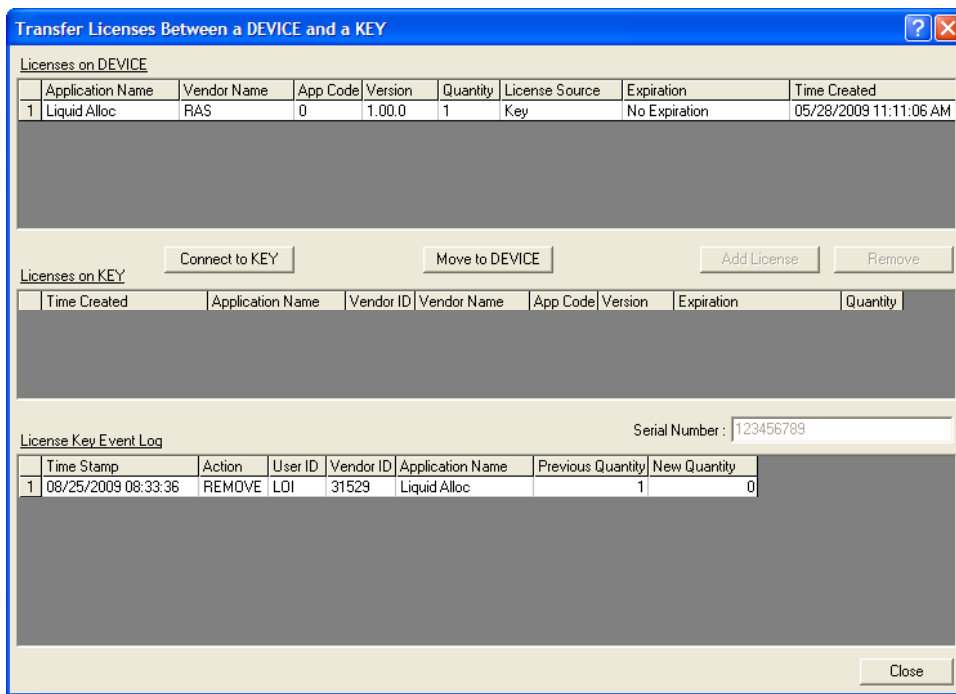 Transfer Licenses Between a DEVICE and a KEY
Licenses on DEVICE
Application Name Vendor Name App Code Version Quantity License Source Expiration Time Created
1 Liquid Alloc RAS 0 1.00.0 1 Key No Expiration 05/28/2009 11:11:06 AM
Connect to KEY Move to DEVICE Add License Remove
Licenses on KEY
Time Created Application Name Vendor ID Vendor Name App Code Version Expiration Quantity
Serial Number : 123456789
License Key Event Log
Time Stamp Action User ID Vendor ID Application Name Previous Quantity New Quantity
1 08/25/2009 08:33:36 REMOVE LOI 31529 Liquid Alloc 1 0
Close